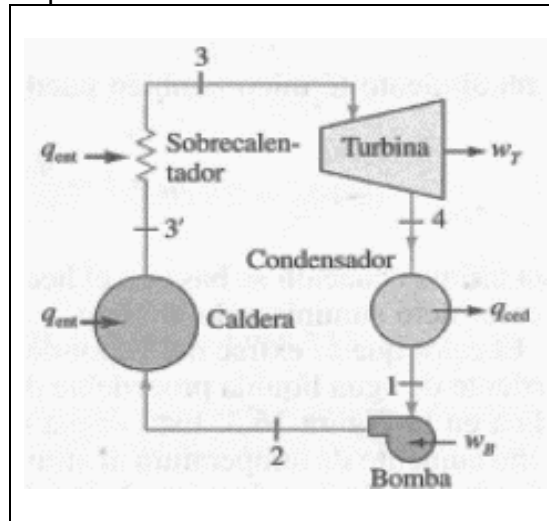 3
q_ent
Sobrecalen-
tador
Turbina
w_T
3'
4
Condensador
q_ent
Caldera
q_ced
1
2
w_B
Bomba